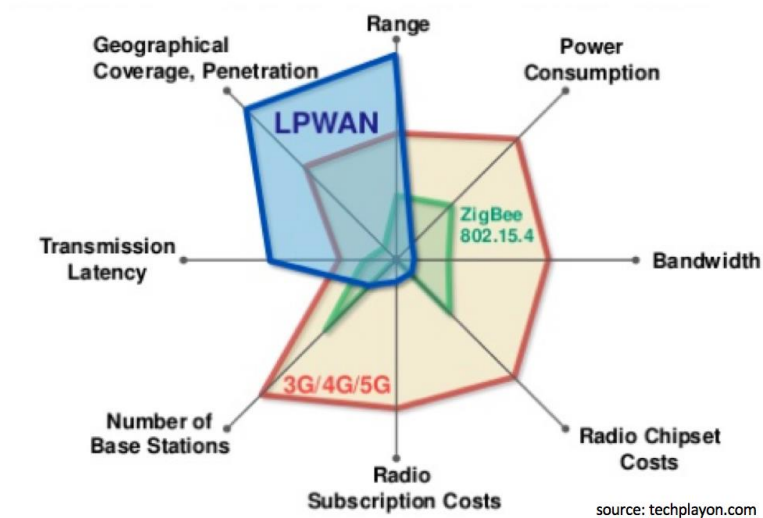 Range
Geographical
Coverage, Penetration
Power
Consumption
LPWAN
ZigBee
802.15.4
Transmission
Latency
Bandwidth
3G/4G/5G
Number of
Base Stations
Radio Chipset
Costs
Radio
Subscription Costs
source: techplayon.com